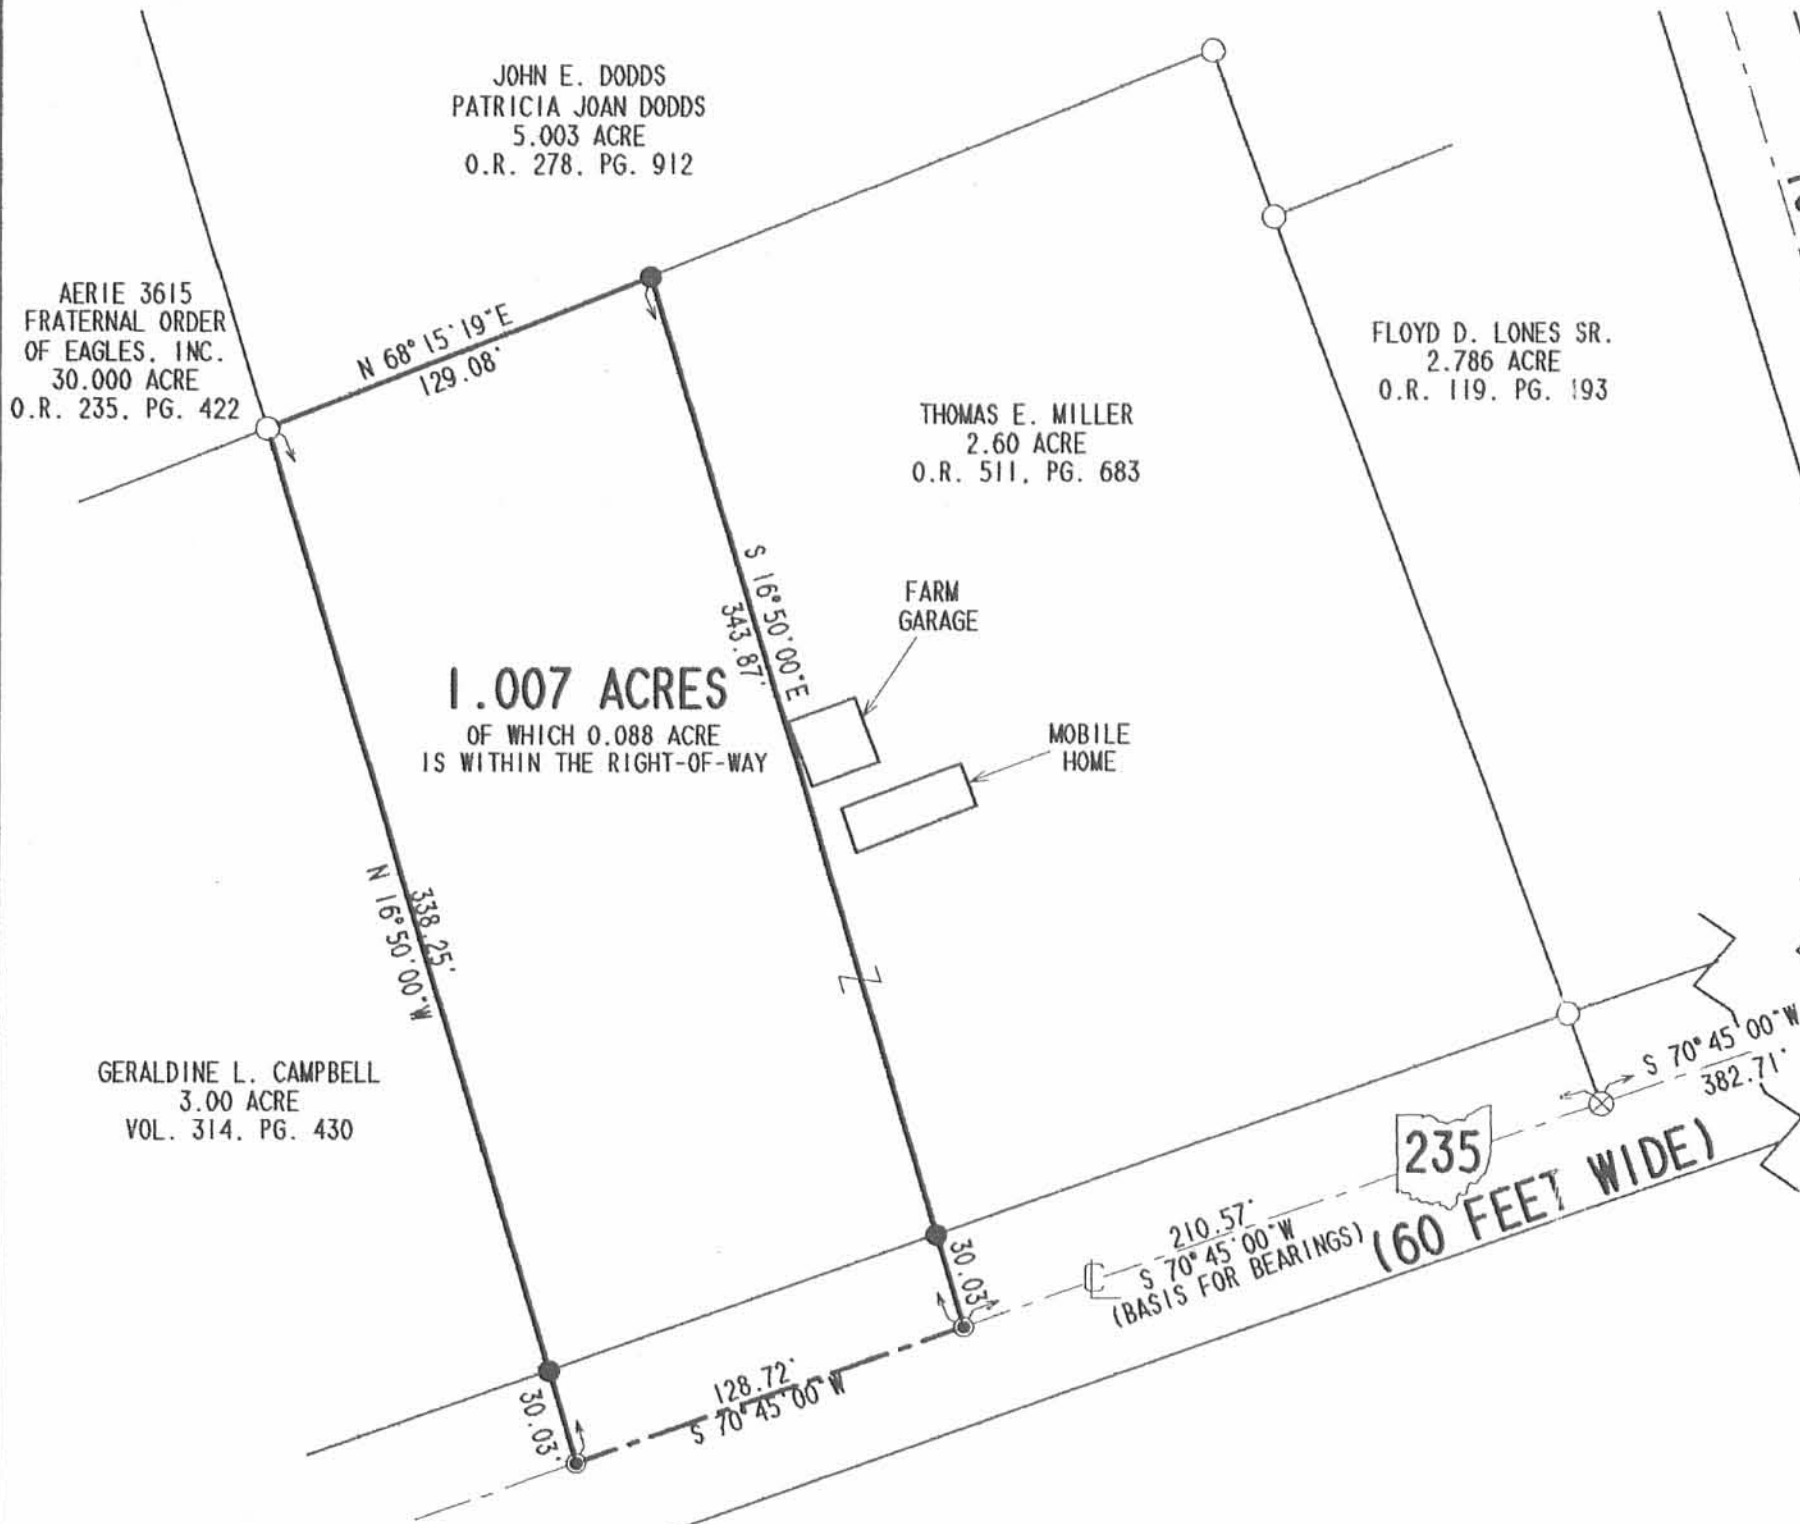 JOHN E. DODDS
PATRICIA JOAN DODDS
5.003 ACRE
O.R. 278. PG. 912
AERIE 3615
FRATERNAL ORDER
OF EAGLES. INC.
30.000 ACRE
O.R. 235. PG. 422
N 68°15'19"E
129.08'
FLOYD D. LONES SR.
2.786 ACRE
O.R. 119. PG. 193
THOMAS E. MILLER
2.60 ACRE
O.R. 511, PG. 683
S 16°50'00"E
343.87'
FARM
GARAGE
1.007 ACRES
OF WHICH 0.088 ACRE
IS WITHIN THE RIGHT-OF-WAY
MOBILE
HOME
338.25'
N 16°50'00"W
GERALDINE L. CAMPBELL
3.00 ACRE
VOL. 314. PG. 430
S 70°45'00"W
382.71'
235
(60 FEET WIDE)
210.57'
S 70°45'00"W
(BASIS FOR BEARINGS)
30.03'
128.72'
S 70°45'00"W
30.03'